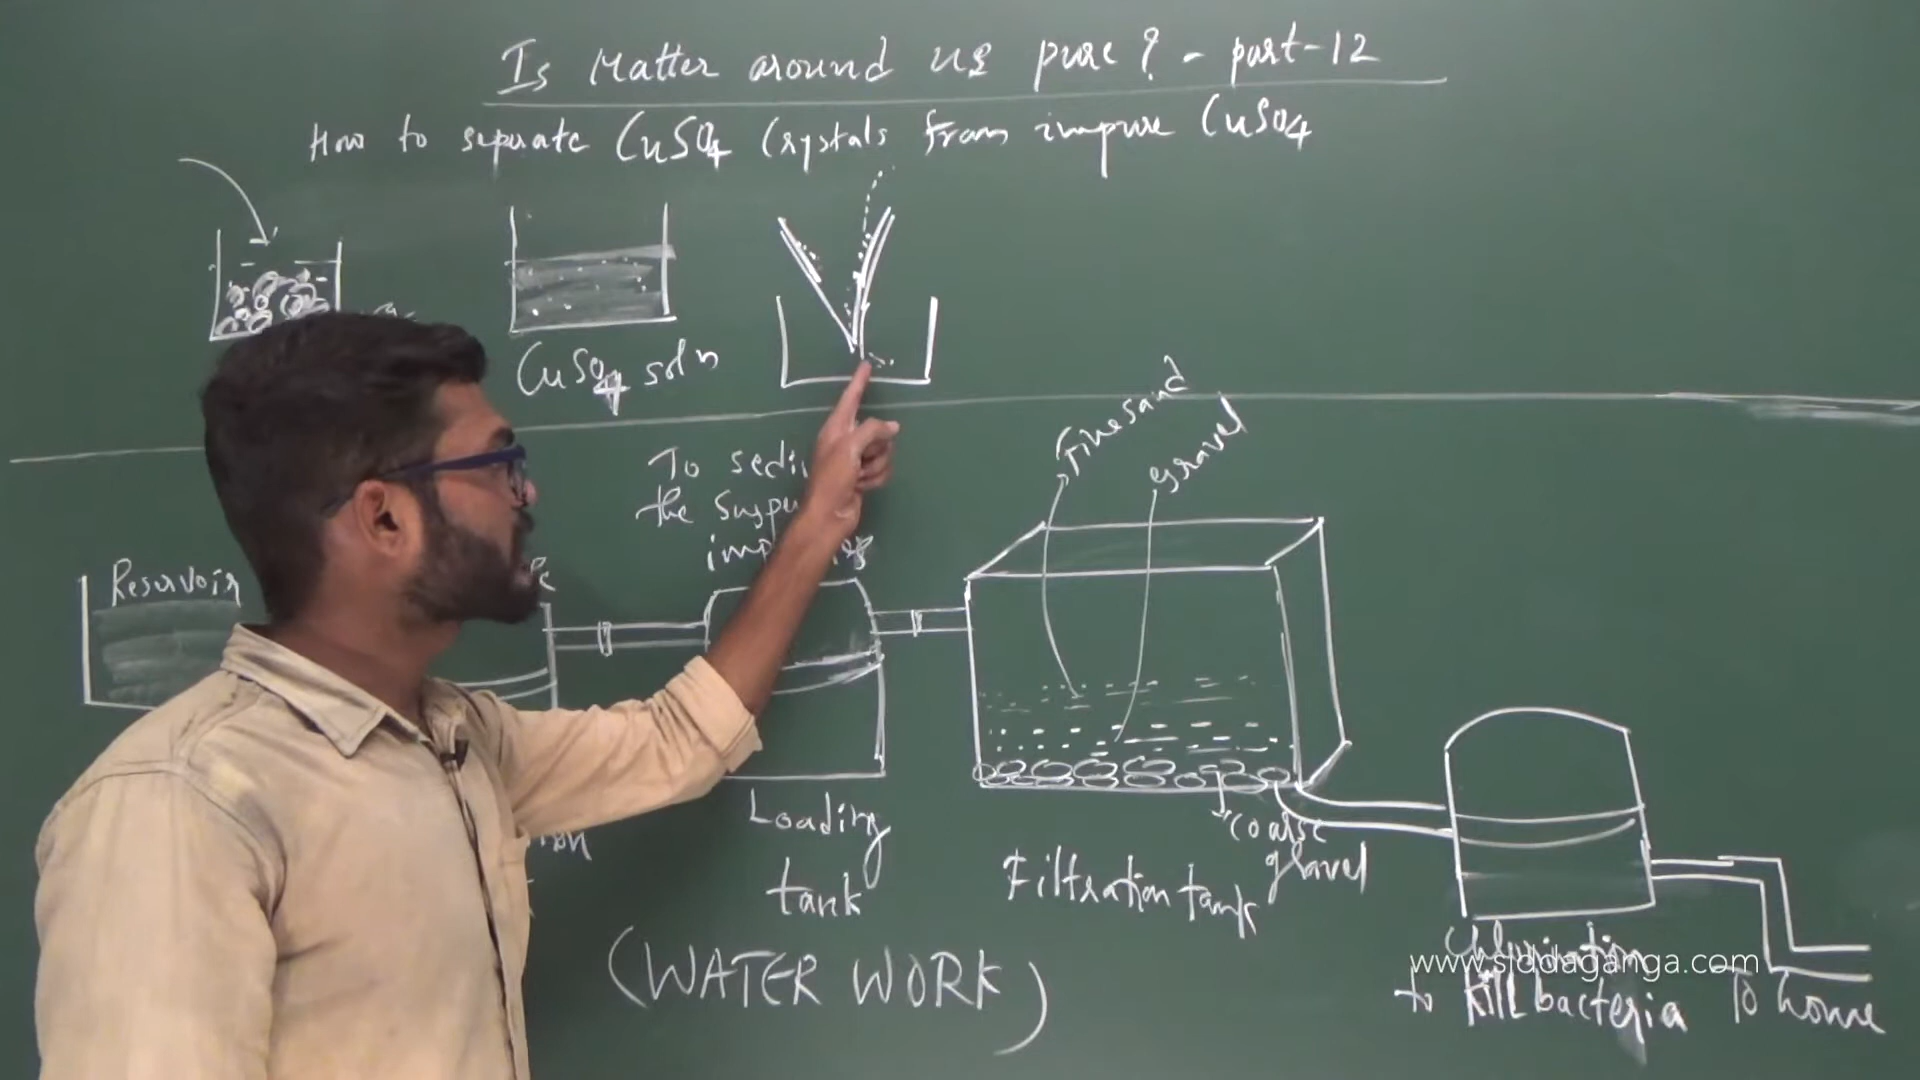 Is Matter around us pure? - part-12
How to separate CuSO4 Crystals from impure CuSO4
CuSO4 soln
Fine sand
gravel
To sedi
the suspe
Reservoir
Loading
tank
Filtration tank
coarse
gravel
(WATER WORK)
Chlorination
to kill bacteria
To home
www.siddaganga.com